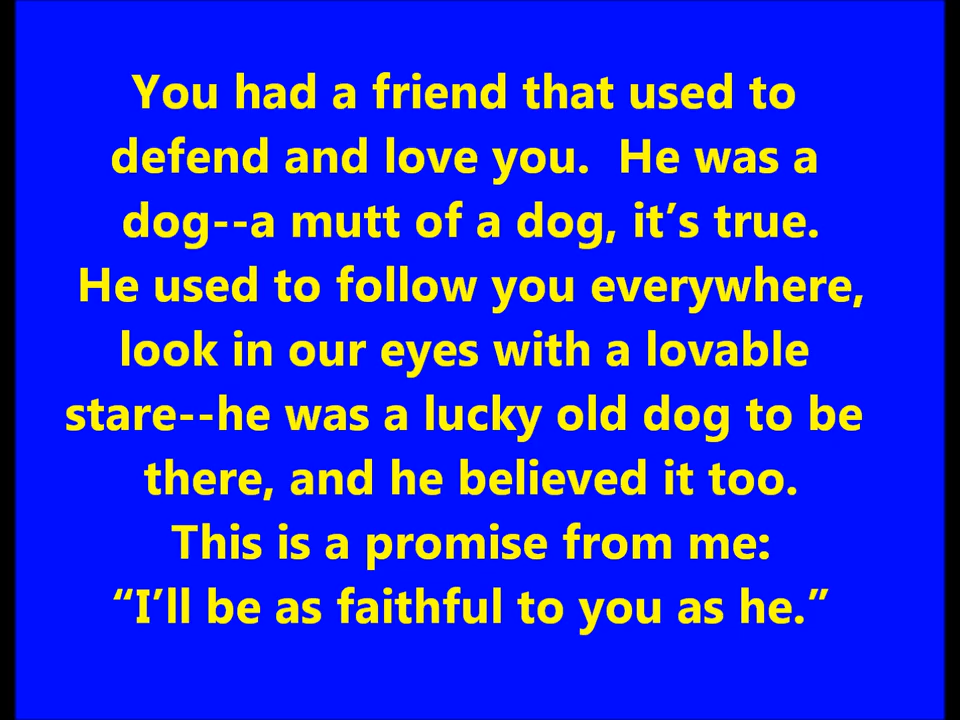 You had a friend that used to
defend and love you.  He was a
dog--a mutt of a dog, it’s true.
He used to follow you everywhere,
look in our eyes with a lovable
stare--he was a lucky old dog to be
there, and he believed it too.
This is a promise from me:
“I’ll be as faithful to you as he.”